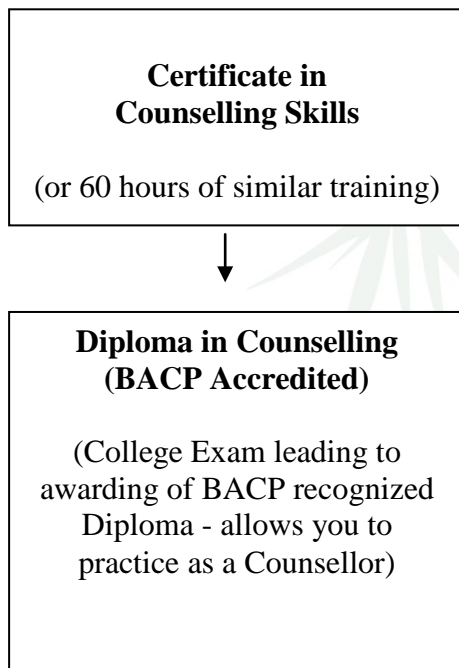 Certificate in
Counselling Skills
(or 60 hours of similar training)
Diploma in Counselling
(BACP Accredited)
(College Exam leading to
awarding of BACP recognized
Diploma - allows you to
practice as a Counsellor)